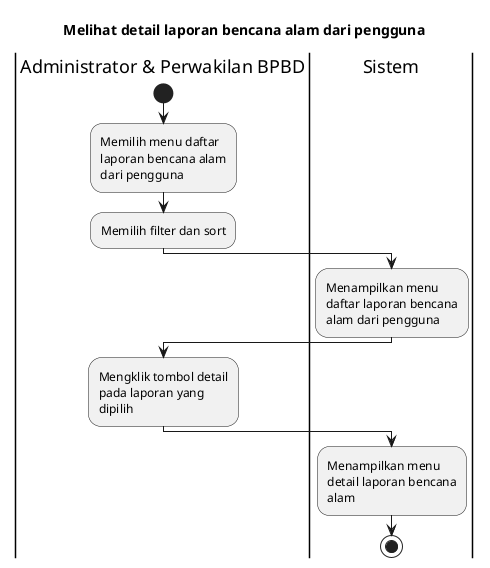 Melihat detail laporan bencana alam dari pengguna
Administrator & Perwakilan BPBD
Sistem
Memilih menu daftar
laporan bencana alam
dari pengguna
Memilih filter dan sort
Menampilkan menu
daftar laporan bencana
alam dari pengguna
Mengklik tombol detail
pada laporan yang
dipilih
Menampilkan menu
detail laporan bencana
alam